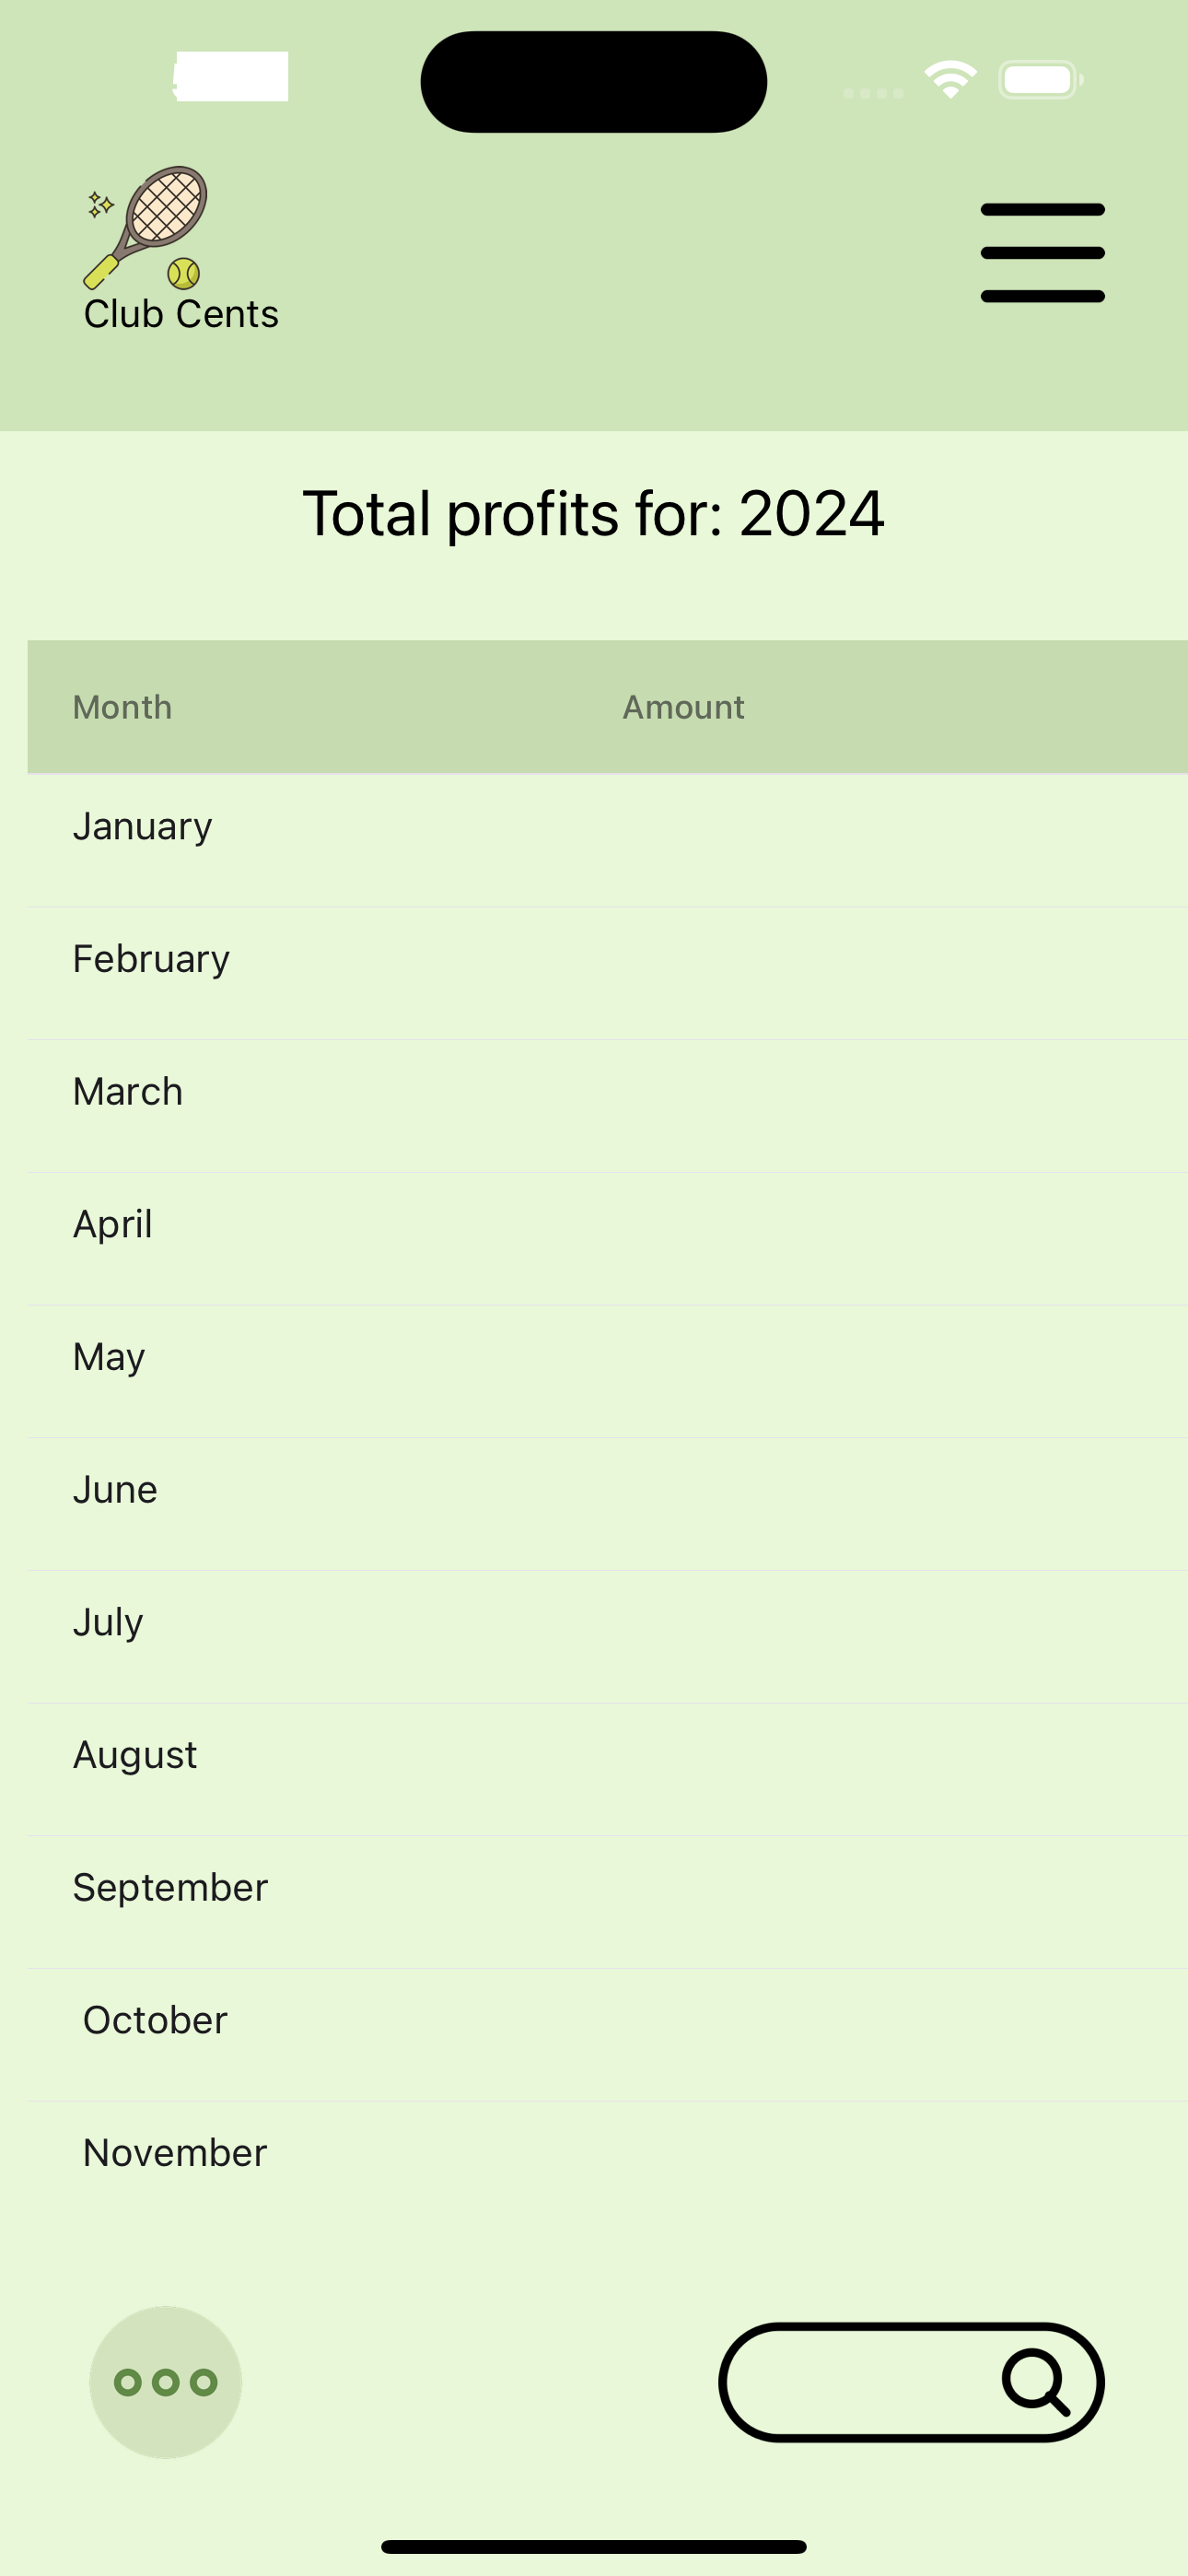 Club Cents
Total profits for: 2024
Month Amount
January
February
March
April
May
June
July
August
September
October
November